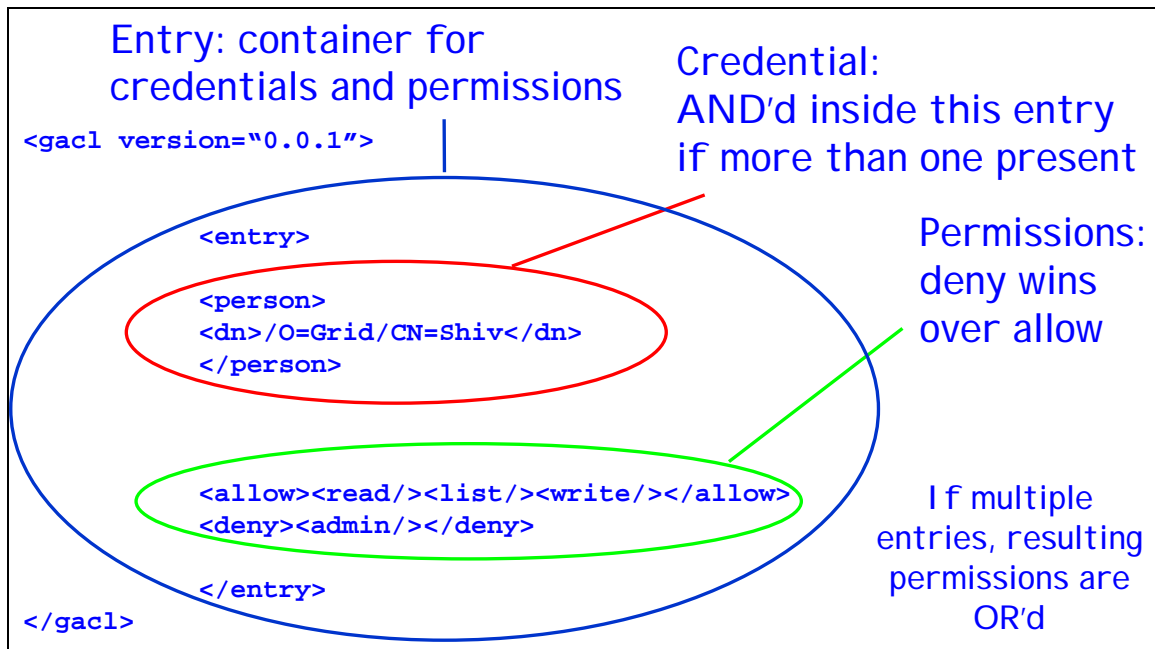 Entry: container for
credentials and permissions
Credential:
AND'd inside this entry
if more than one present
<gacl version=“0.0.1”>
<entry>
Permissions:
deny wins
over allow
<person>
<dn>/O=Grid/CN=Shiv</dn>
</person>
<allow><read/><list/><write/></allow>
<deny><admin/></deny>
If multiple
entries, resulting
permissions are
OR'd
</entry>
</gacl>